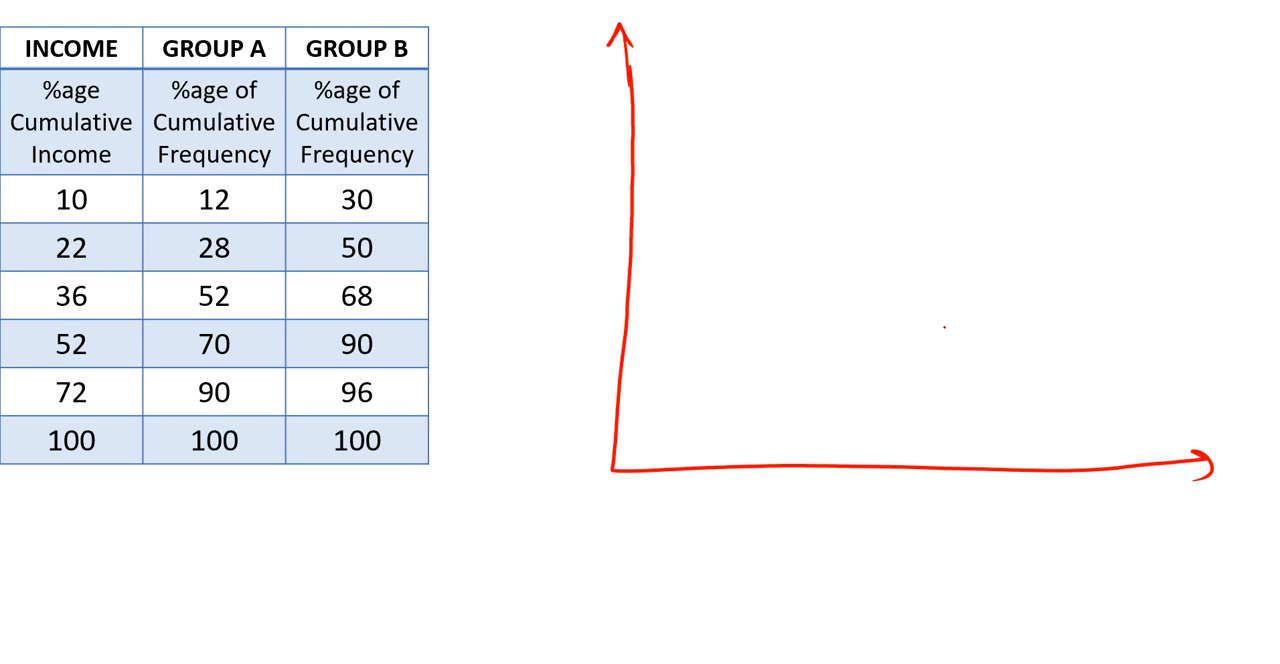 INCOME GROUP A GROUP B
%age %age of %age of
Cumulative Cumulative Cumulative
Income Frequency Frequency
10 12 30
22 28 50
36 52 68
52 70 90
72 90 96
100 100 100